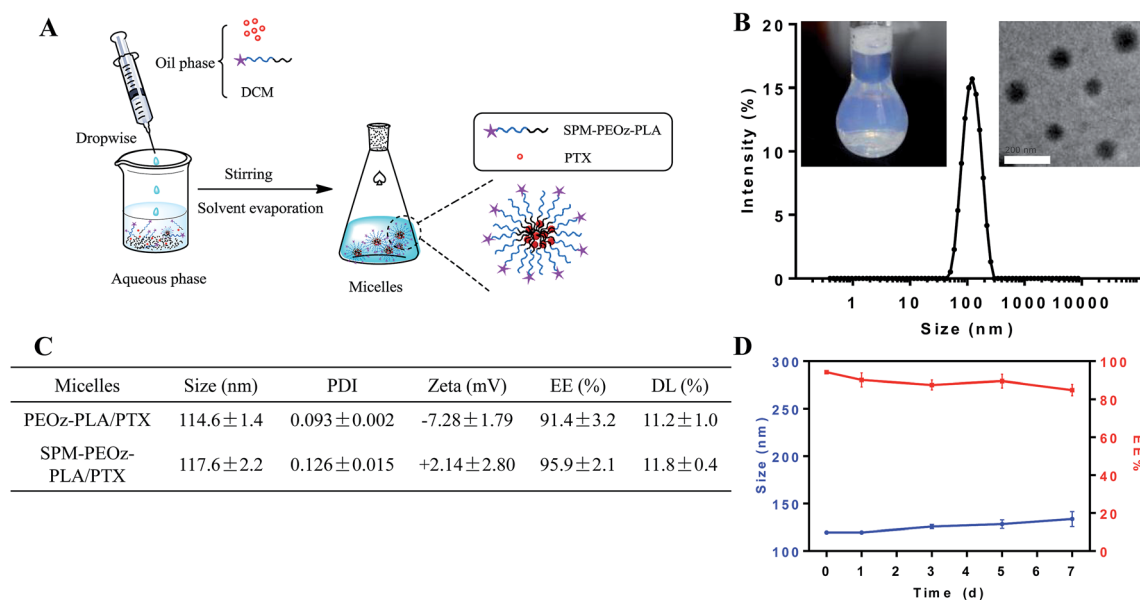 A
Oil phase
DCM
Dropwise
Stirring
Solvent evaporation
Aqueous phase
Micelles
SPM-PEOz-PLA
PTX
B
Intensity (%)
20
15
10
5
0
200 nm
1 10 100 1000 10000
Size (nm)
C
Micelles Size (nm) PDI Zeta (mV) EE (%) DL (%)
PEOz-PLA/PTX 114.6±1.4 0.093±0.002 -7.28±1.79 91.4±3.2 11.2±1.0
SPM-PEOz-
PLA/PTX 117.6±2.2 0.126±0.015 +2.14±2.80 95.9±2.1 11.8±0.4
D
Size (nm)
300
250
200
150
100
100
80
60
40
20
0
EE%
0 1 2 3 4 5 6 7
Time (d)